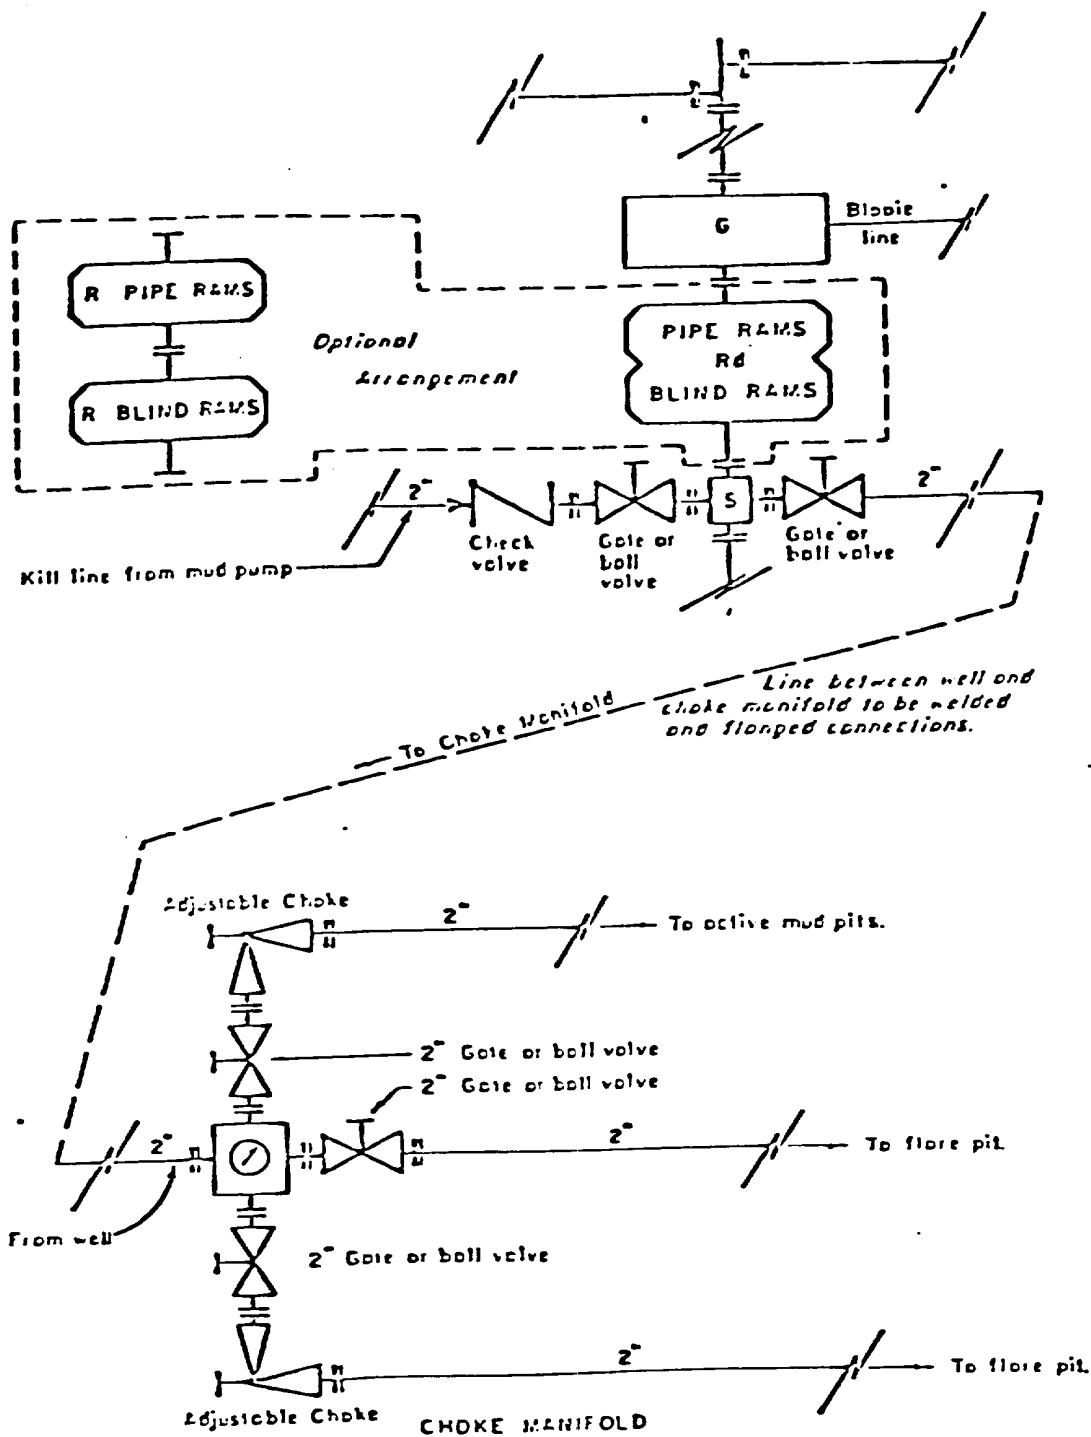 G
Blooie
line
R PIPE RAMS
R BLIND RAMS
Optional
Arrangement
PIPE RAMS
Rd
BLIND RAMS
2"
S
2"
Check
valve
Gate or
ball
valve
Gate or
ball valve
Kill line from mud pump
Line between well and
choke manifold to be welded
and flanged connections.
To Choke Manifold
Adjustable Choke
2"
To active mud pits.
2" Gate or ball valve
2" Gate or ball valve
2"
2"
To flare pit.
From well
2" Gate or ball valve
2"
To flare pit.
Adjustable Choke
CHOKE MANIFOLD